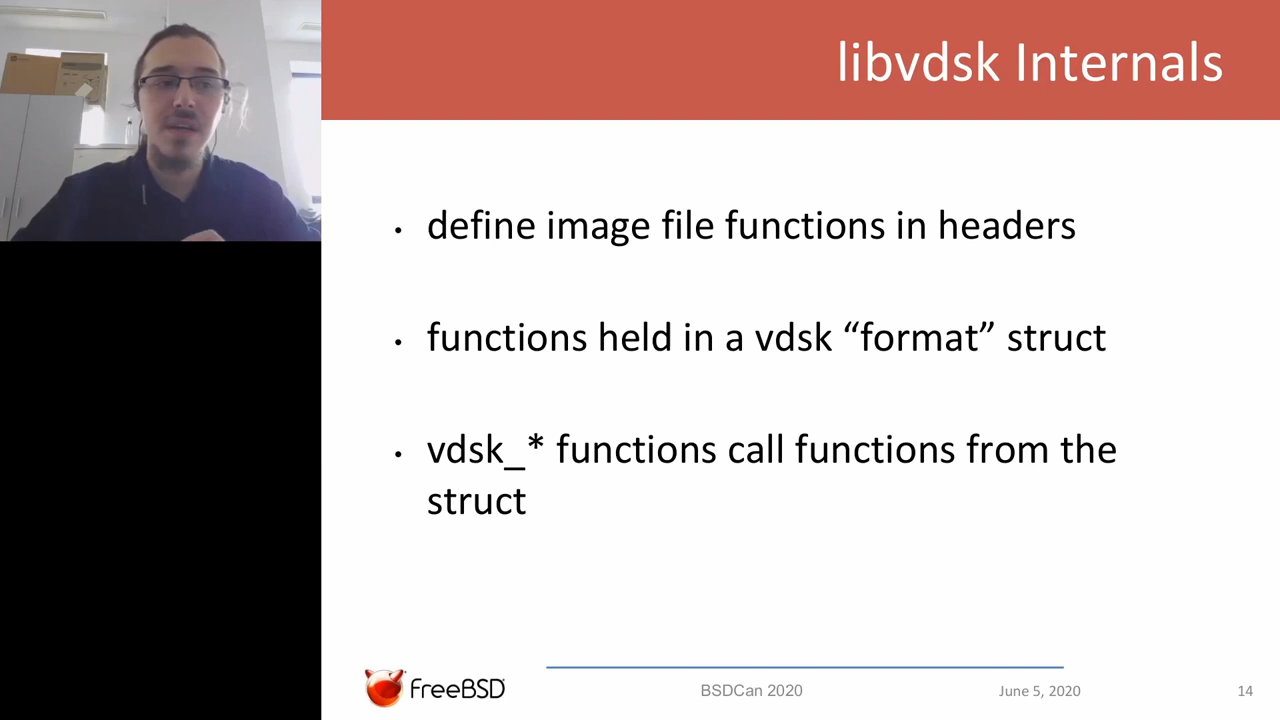 libvdsk Internals
• define image file functions in headers
• functions held in a vdsk “format” struct
• vdsk_* functions call functions from the
struct
FreeBSD
BSDCan 2020
June 5, 2020
14